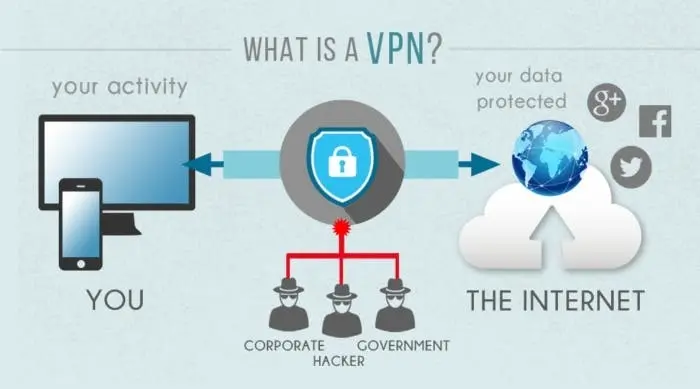 WHAT IS A VPN?
your activity
your data
protected
g+
f
YOU
THE INTERNET
CORPORATE
HACKER
GOVERNMENT